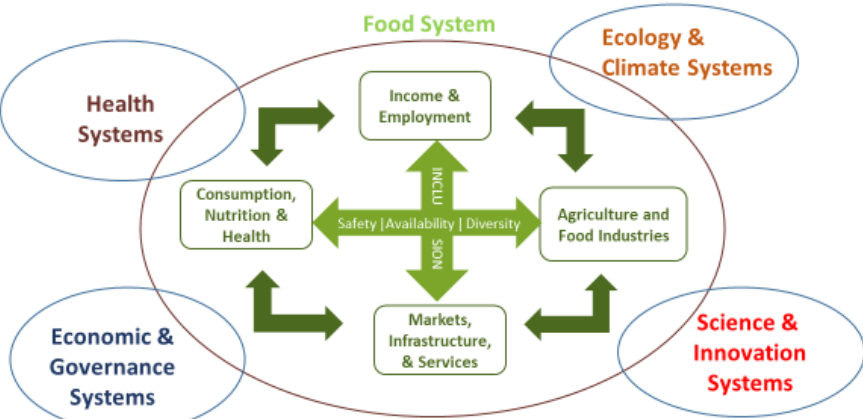 Food System
Ecology &
Climate Systems
Health
Systems
Income &
Employment
Consumption,
Nutrition &
Health
INCLU
Safety |Availability | Diversity
SION
Agriculture and
Food Industries
Markets,
Infrastructure,
& Services
Economic &
Governance
Systems
Science &
Innovation
Systems